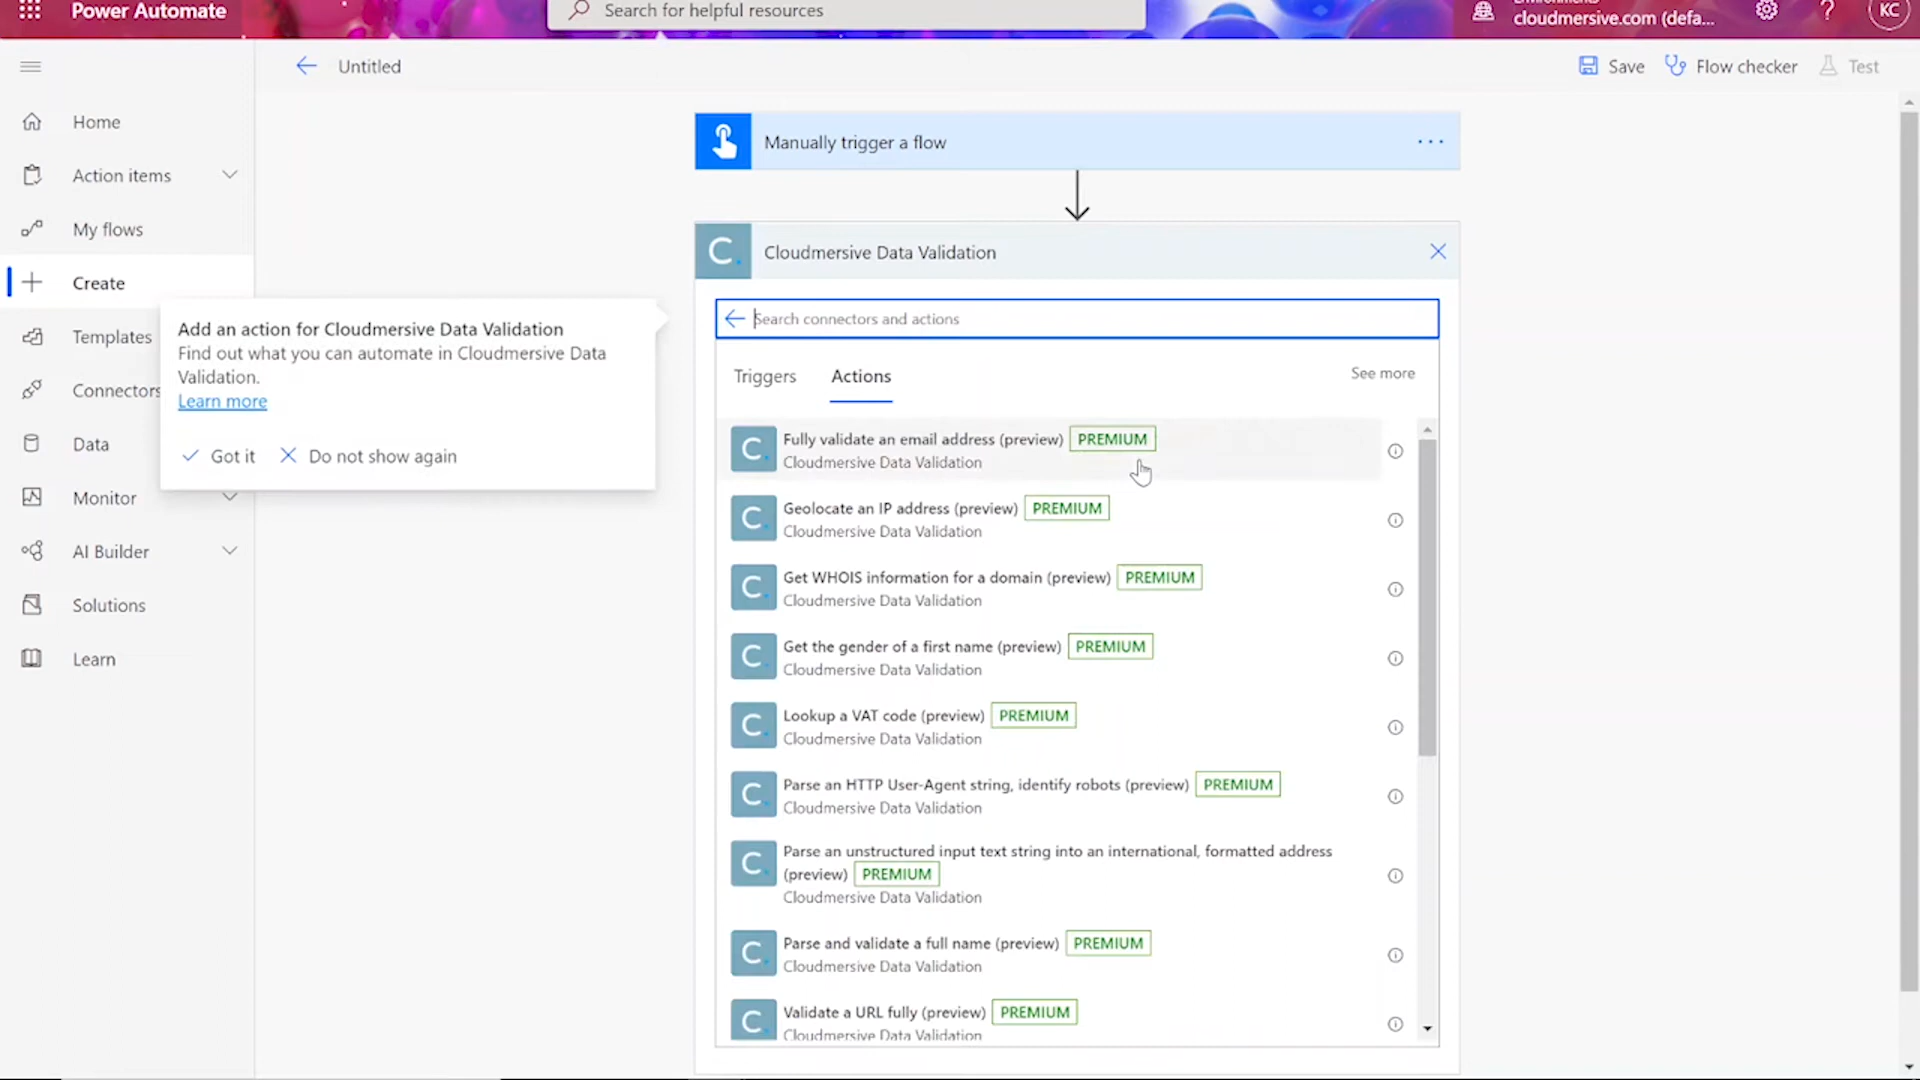 Power Automate
Search for helpful resources
cloudmersive.com (defa...
KC
Untitled
Save
Flow checker
Test
Home
Action items
My flows
Create
Templates
Connectors
Data
Monitor
AI Builder
Solutions
Learn
Add an action for Cloudmersive Data Validation
Find out what you can automate in Cloudmersive Data
Validation.
Learn more
Got it
Do not show again
Manually trigger a flow
C.
Cloudmersive Data Validation
Search connectors and actions
Triggers
Actions
See more
C. Fully validate an email address (preview) PREMIUM
Cloudmersive Data Validation
C. Geolocate an IP address (preview) PREMIUM
Cloudmersive Data Validation
C. Get WHOIS information for a domain (preview) PREMIUM
Cloudmersive Data Validation
C. Get the gender of a first name (preview) PREMIUM
Cloudmersive Data Validation
C. Lookup a VAT code (preview) PREMIUM
Cloudmersive Data Validation
C. Parse an HTTP User-Agent string, identify robots (preview) PREMIUM
Cloudmersive Data Validation
C. Parse an unstructured input text string into an international, formatted address
(preview) PREMIUM
Cloudmersive Data Validation
C. Parse and validate a full name (preview) PREMIUM
Cloudmersive Data Validation
C. Validate a URL fully (preview) PREMIUM
Cloudmersive Data Validation